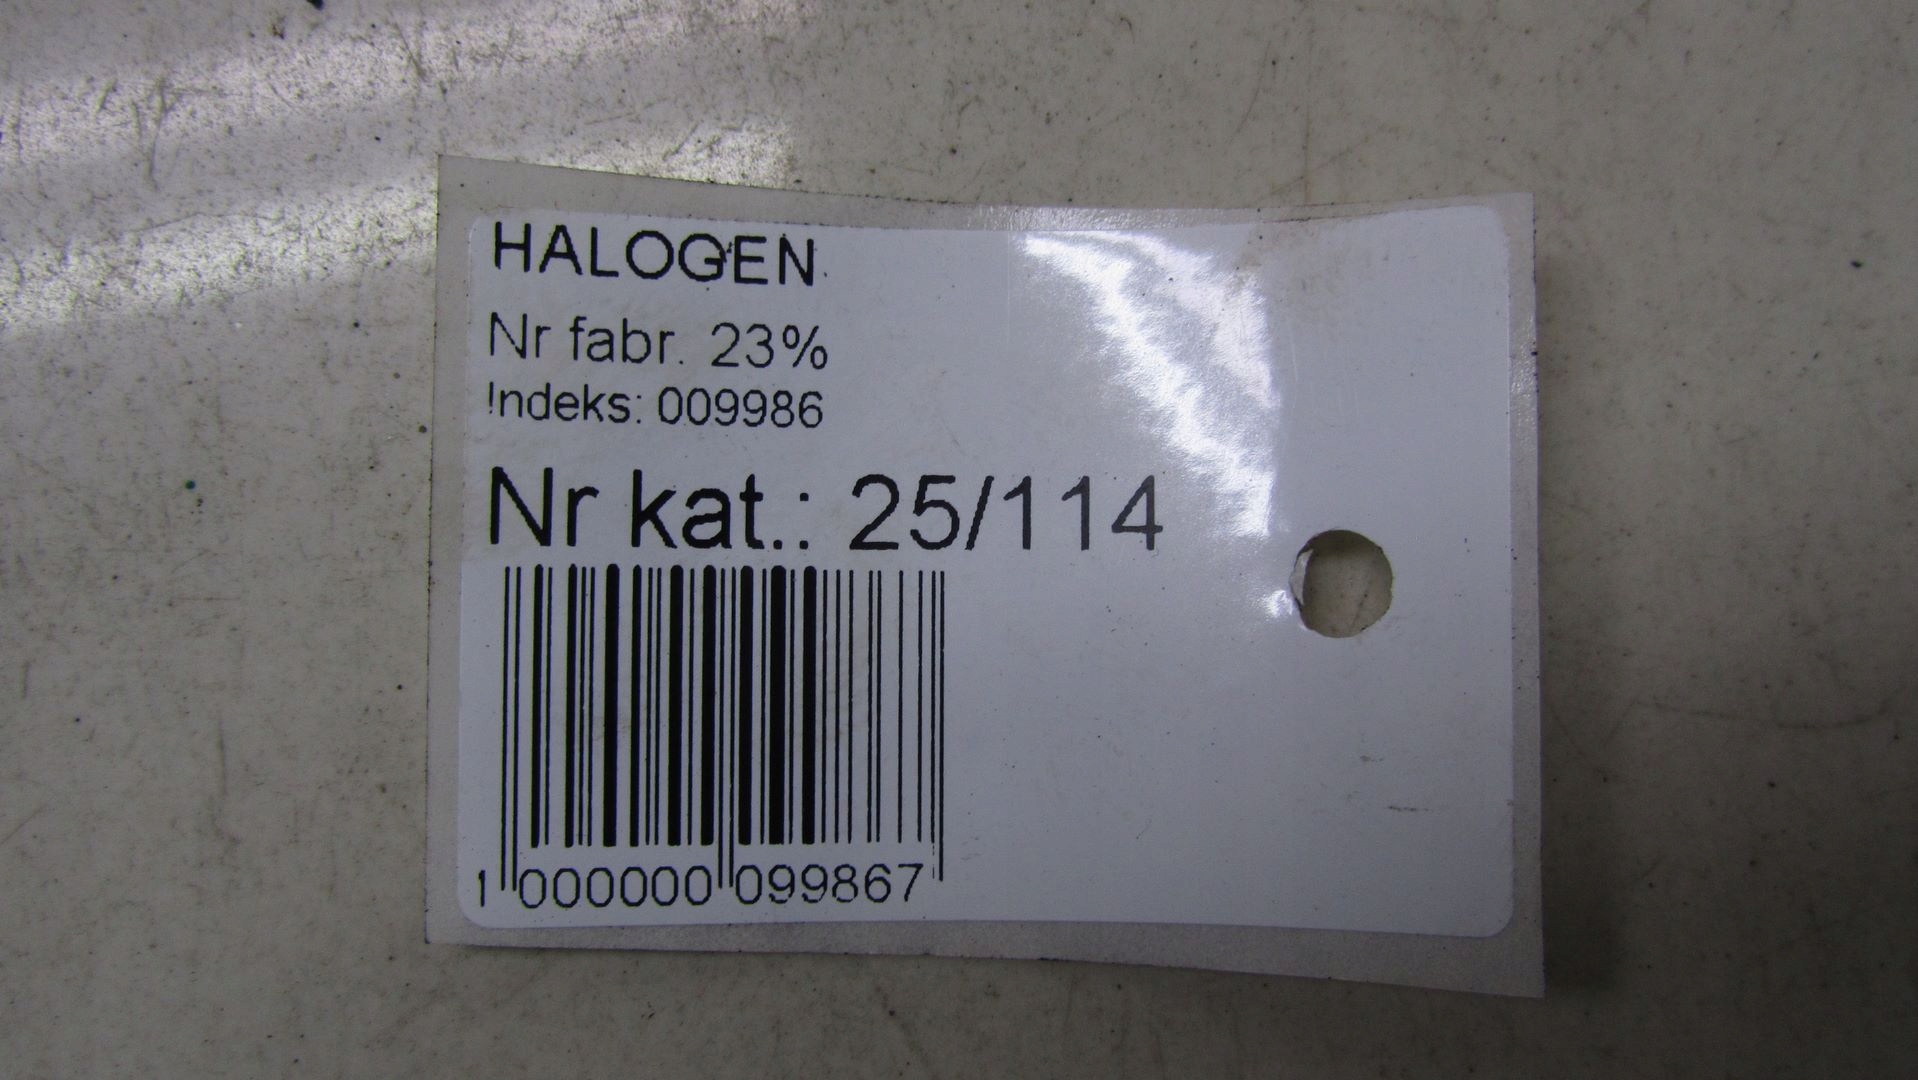 HALOGEN
Nr fabr. 23%
Indeks: 009986
Nr kat.: 25/114
1 000000 099867